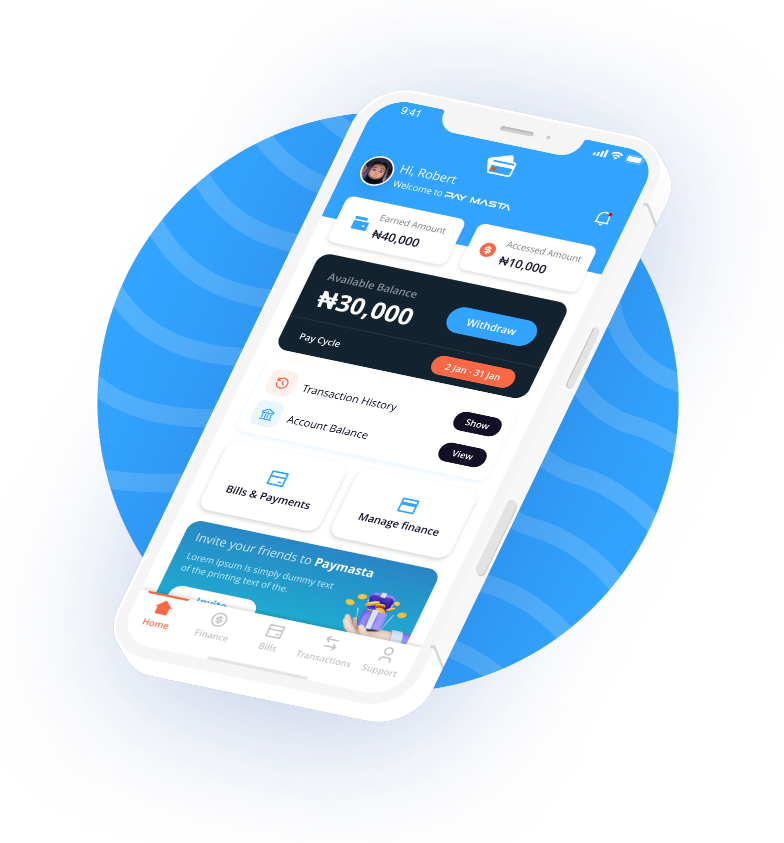 9:41
Hi, Robert
Welcome to PAY MASTA
Earned Amount
₦40,000
Accessed Amount
₦10,000
Available Balance
₦30,000
Withdraw
Pay Cycle
2 Jan - 31 Jan
Transaction History
Show
Account Balance
View
Bills & Payments
Manage finance
Invite your friends to Paymasta
Lorem Ipsum is simply dummy text
of the printing text of the.
Invite
Home
Finance
Bills
Transactions
Support